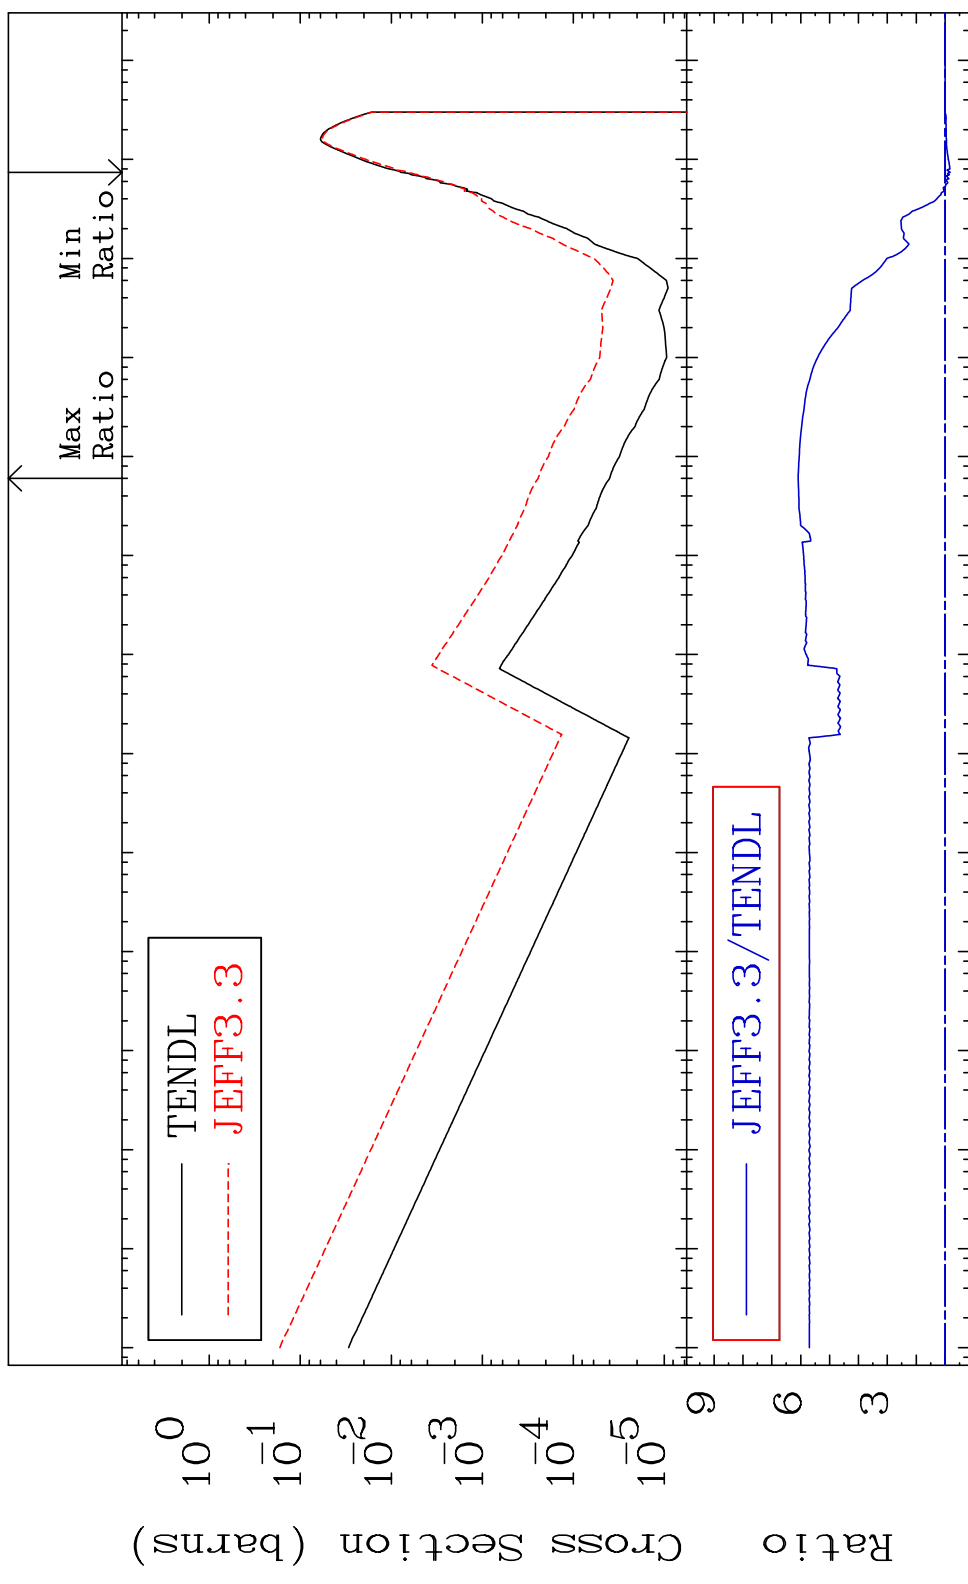 Max
Ratio
Min
Ratio
TENDL
JEFF3.3
10^0
10^-1
10^-2
10^-3
10^-4
10^-5
Cross Section (barns)
JEFF3.3/TENDL
9
6
3
Ratio